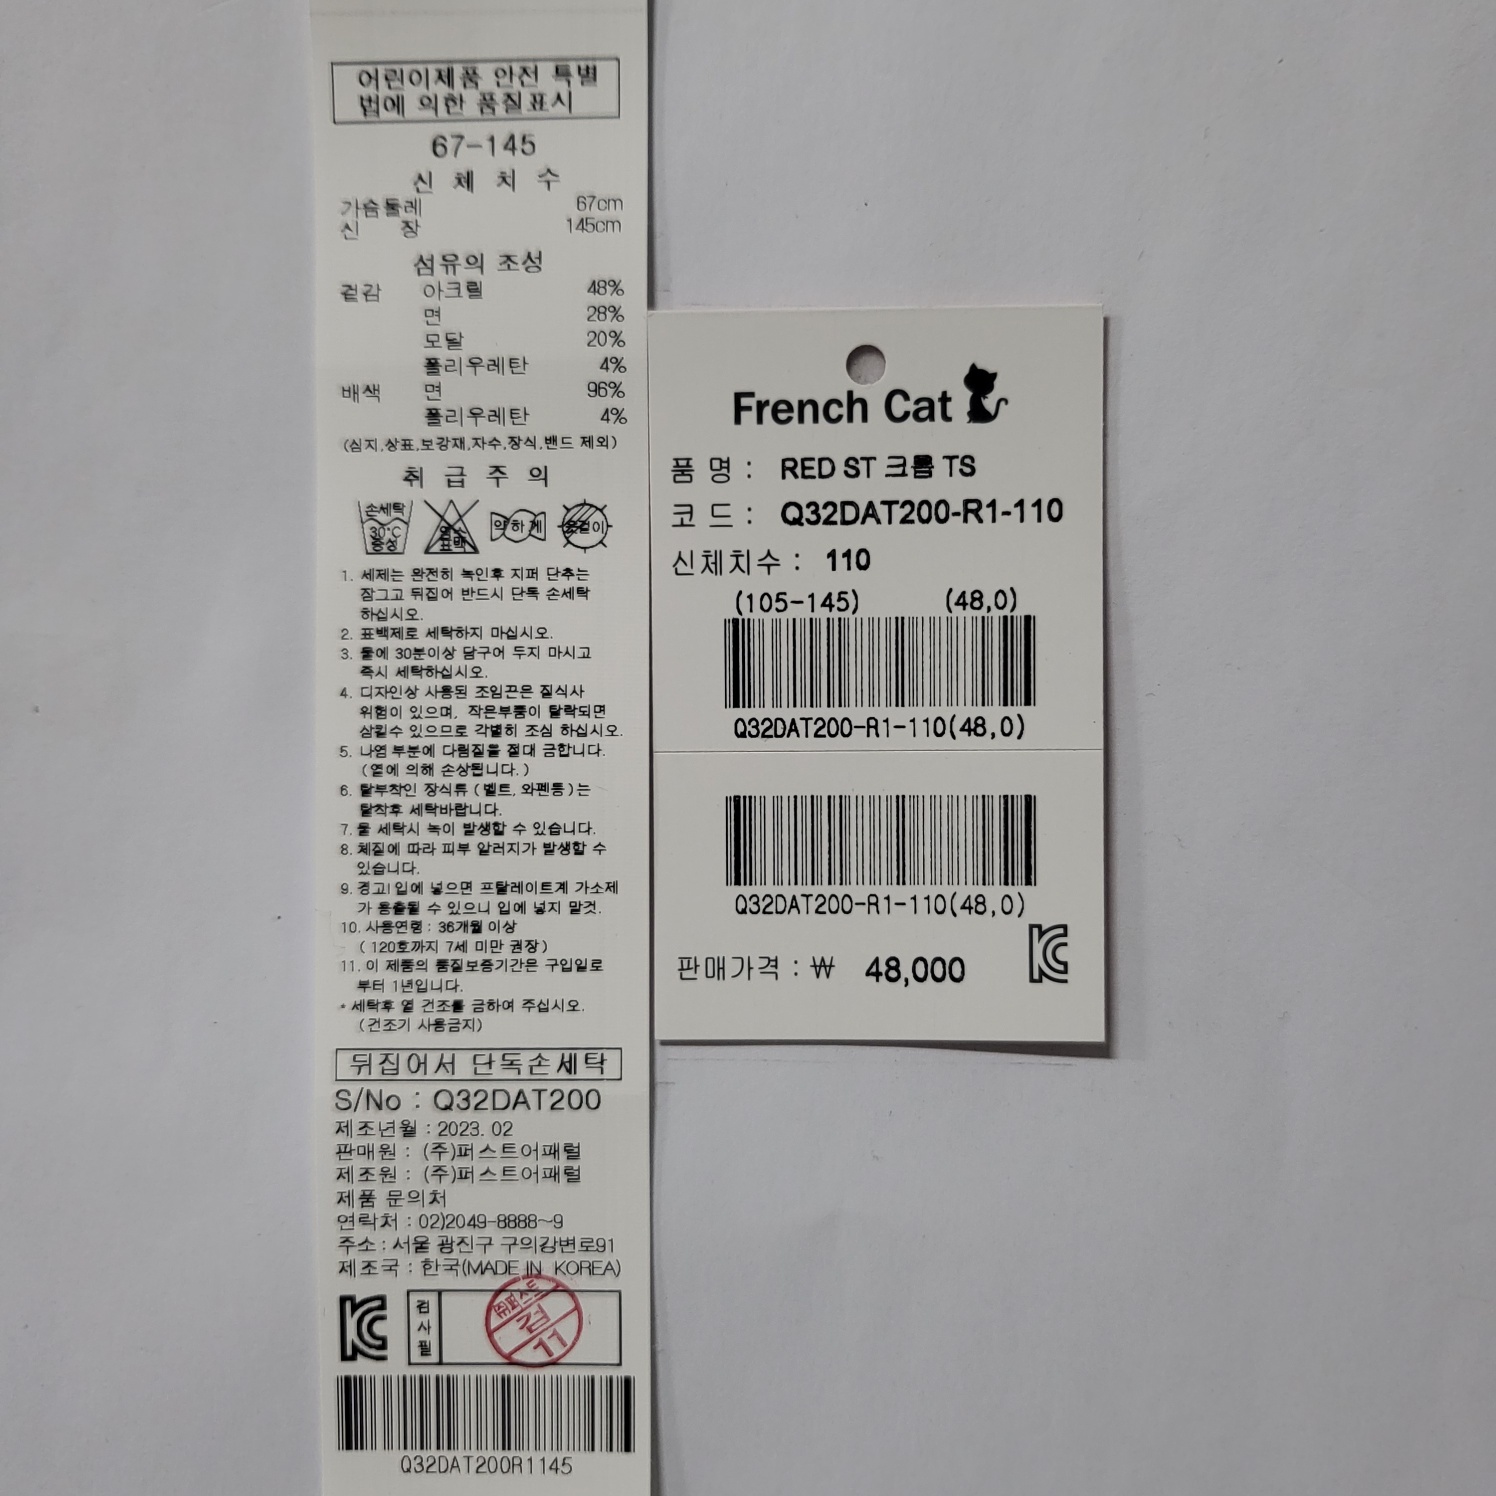 어린이제품 안전 특별
법에 의한 품질표시
67-145
신 체 치 수
가슴둘레 67cm
신 장 145cm
섬유의 조성
겉감 아크릴 48%
면 28%
모달 20%
폴리우레탄 4%
배색 면 96%
폴리우레탄 4%
(심지,상표,보강재,자수,장식,밴드 제외)
취 급 주 의
손세탁 30°C 중성
염소 표백
약하게
옷걸이
1. 세제는 완전히 녹인후 지퍼 단추는
잠그고 뒤집어 반드시 단독 손세탁
하십시오.
2. 표백제로 세탁하지 마십시오.
3. 물에 30분이상 담구어 두지 마시고
즉시 세탁하십시오.
4. 디자인상 사용된 조임끈은 질식사
위험이 있으며, 작은부품이 탈락되면
삼킬수 있으므로 각별히 조심 하십시오.
5. 나염 부분에 다림질을 절대 금합니다.
(열에 의해 손상됩니다.)
6. 탈부착인 장식류 (벨트, 와펜등)는
탈착후 세탁바랍니다.
7. 물 세탁시 녹이 발생할 수 있습니다.
8. 체질에 따라 피부 알러지가 발생할 수
있습니다.
9. 경고! 입에 넣으면 프탈레이트계 가소제
가 용출될 수 있으니 입에 넣지 말것.
10. 사용연령 : 36개월 이상
( 120호까지 7세 미만 권장 )
11. 이 제품의 품질보증기간은 구입일로
부터 1년입니다.
* 세탁후 열 건조를 금하여 주십시오.
(건조기 사용금지)
뒤집어서 단독손세탁
S/No : Q32DAT200
제조년월 : 2023. 02
판매원 : (주)퍼스트어패럴
제조원 : (주)퍼스트어패럴
제품 문의처
연락처 : 02)2049-8888~9
주소 : 서울 광진구 구의강변로91
제조국 : 한국(MADE IN KOREA)
KC
검사필
㈜퍼스트
검
11
Q32DAT200R1145
French Cat
품 명 : RED ST 크롭 TS
코 드 : Q32DAT200-R1-110
신체치수 : 110
(105-145) (48,0)
Q32DAT200-R1-110(48,0)
Q32DAT200-R1-110(48,0)
KC
판매가격 : ₩ 48,000